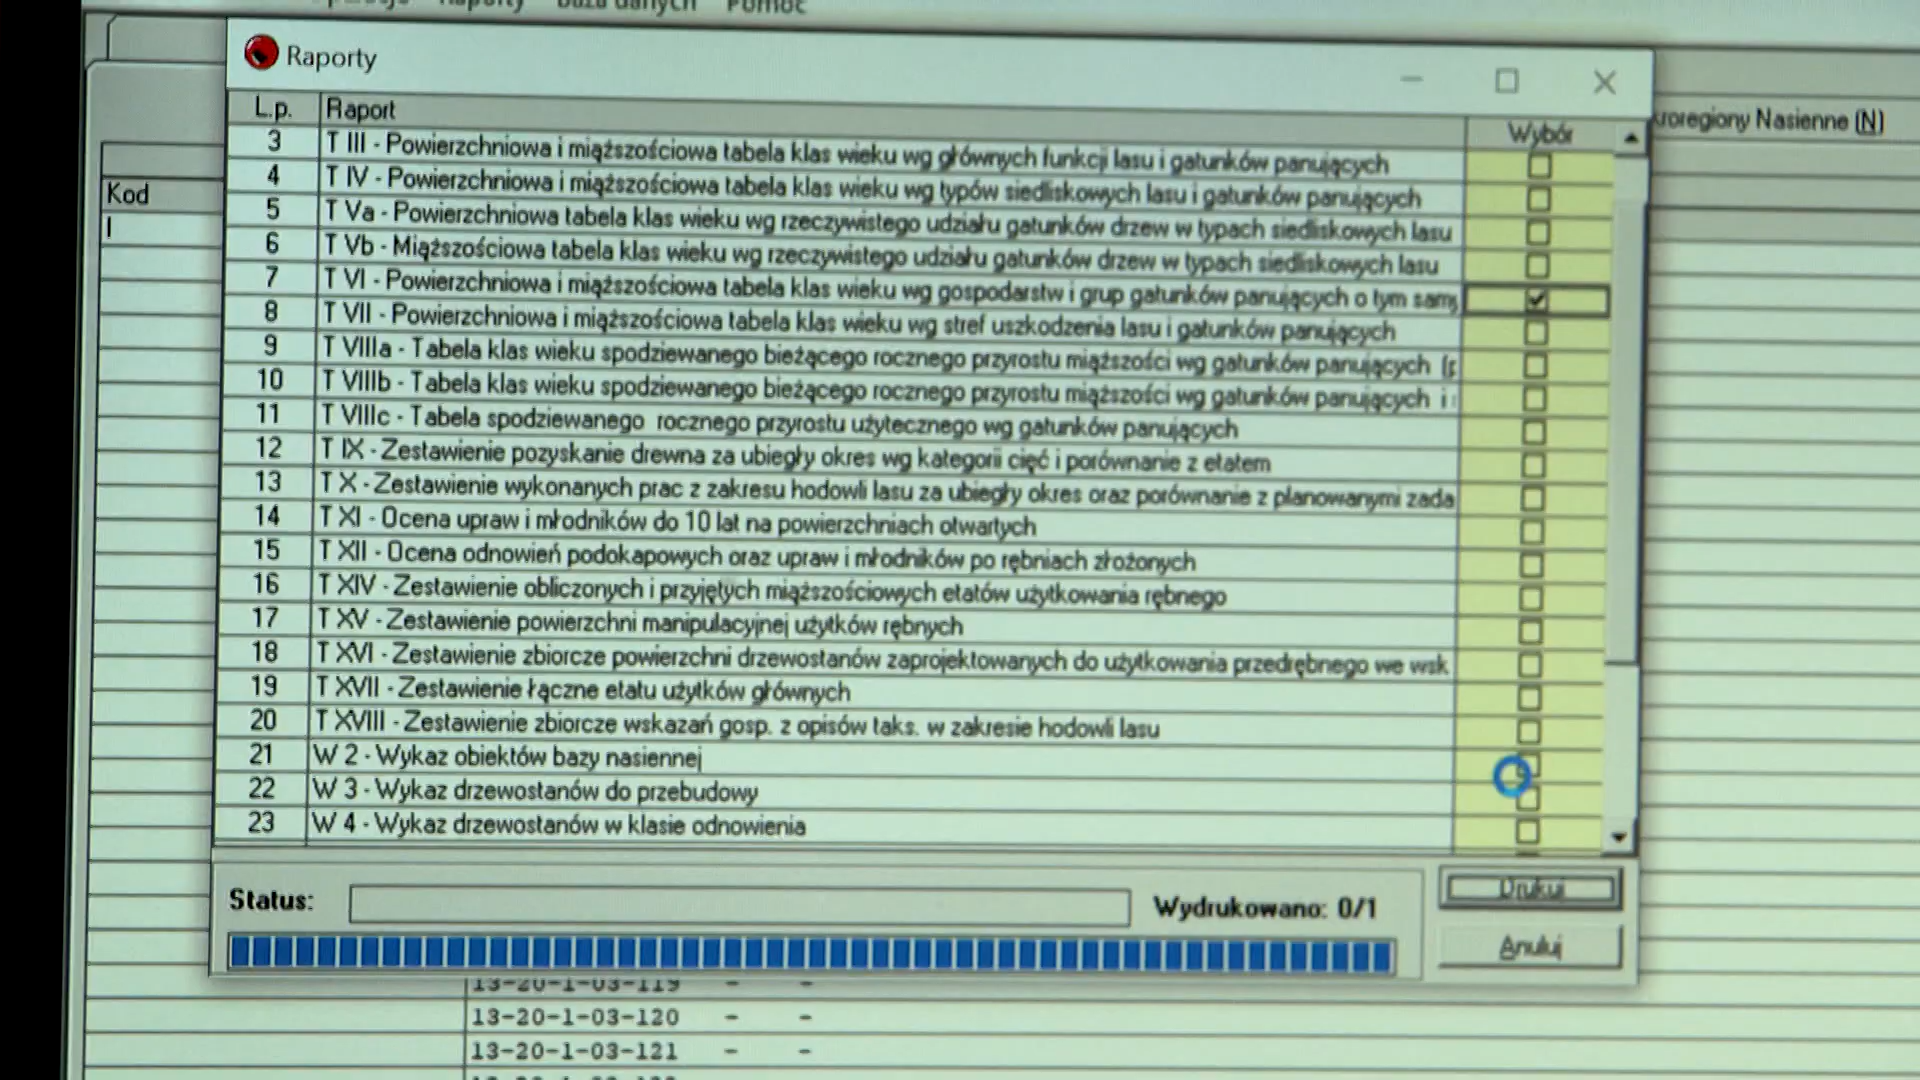 Raporty Baza danych Pomoc
Raporty
L.p. Raport Wybór
3 T III - Powierzchniowa i miąższościowa tabela klas wieku wg głównych funkcji lasu i gatunków panujących
4 T IV - Powierzchniowa i miąższościowa tabela klas wieku wg typów siedliskowych lasu i gatunków panujących
5 T Va - Powierzchniowa tabela klas wieku wg rzeczywistego udziału gatunków drzew w typach siedliskowych lasu
6 T Vb - Miąższościowa tabela klas wieku wg rzeczywistego udziału gatunków drzew w typach siedliskowych lasu
7 T VI - Powierzchniowa i miąższościowa tabela klas wieku wg gospodarstw i grup gatunków panujących o tym
8 T VII - Powierzchniowa i miąższościowa tabela klas wieku wg stref uszkodzenia lasu i gatunków panujących
9 T VIIIa - Tabela klas wieku spodziewanego bieżącego rocznego przyrostu miąższości wg gatunków panujących
10 T VIIIb - Tabela klas wieku spodziewanego bieżącego rocznego przyrostu miąższości wg gatunków panujących i
11 T VIIIc - Tabela spodziewanego rocznego przyrostu użytecznego wg gatunków panujących
12 T IX - Zestawienie pozyskanie drewna za ubiegły okres wg kategorii cięć i porównanie z etatem
13 T X - Zestawienie wykonanych prac z zakresu hodowli lasu za ubiegły okres oraz porównanie z planowanymi zada
14 T XI - Ocena upraw i młodników do 10 lat na powierzchniach otwartych
15 T XII - Ocena odnowień podokapowych oraz upraw i młodników po rębniach złożonych
16 T XIV - Zestawienie obliczonych i przyjętych miąższościowych etatów użytkowania rębnego
17 T XV - Zestawienie powierzchni manipulacyjnej użytków rębnych
18 T XVI - Zestawienie zbiorcze powierzchni drzewostanów zaprojektowanych do użytkowania przedrębnego we wsk
19 T XVII - Zestawienie łączne etatu użytków głównych
20 T XVIII - Zestawienie zbiorcze wskazań gosp. z opisów taks. w zakresie hodowli lasu
21 W 2 - Wykaz obiektów bazy nasiennej
22 W 3 - Wykaz drzewostanów do przebudowy
23 W 4 - Wykaz drzewostanów w klasie odnowienia
Status: Wydrukowano: 0/1
Drukuj
Anuluj
Kod
I
kroregiony Nasienne (N)
13-20-1-03-119 - -
13-20-1-03-120 - -
13-20-1-03-121 - -